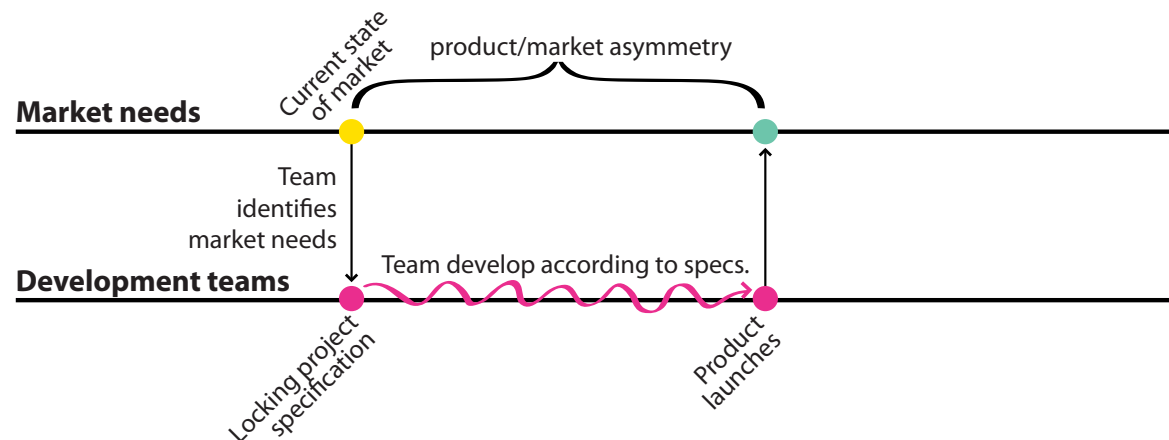 product/market asymmetry
Current state
of market
Market needs
Team
identifies
market needs
Team develop according to specs.
Development teams
Locking project
specification
Product
launches